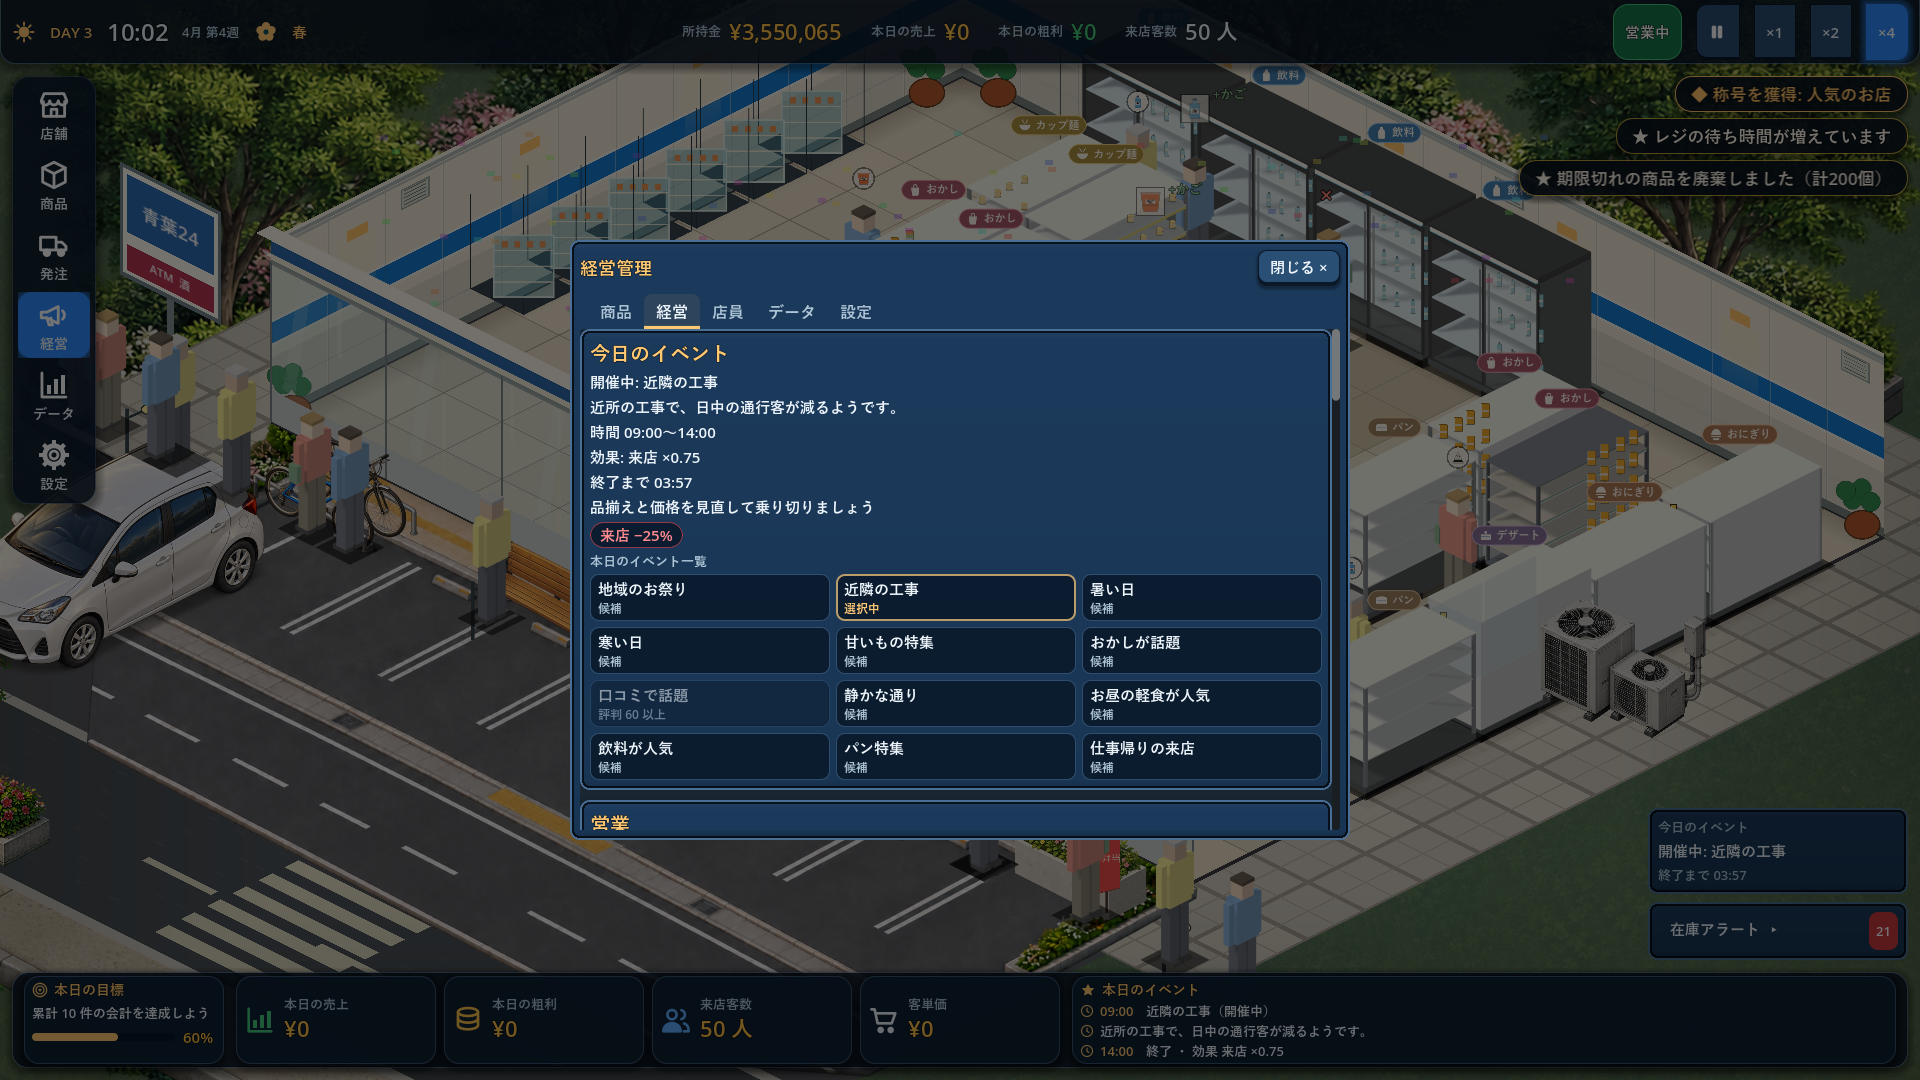 DAY 3 10:02 4月 第4週 春
所持金 ¥3,550,065 本日の売上 ¥0 本日の粗利 ¥0 来店客数 50 人
営業中 ×1 ×2 ×4
◆ 称号を獲得: 人気のお店
★ レジの待ち時間が増えています
★ 期限切れの商品を廃棄しました（計200個）
店舗
商品
発注
経営
データ
設定
青葉24
ATM 酒
飲料
+かご
カップ麺
飲料
カップ麺
おかし
+かご
おかし
おかし
おかし
パン
おにぎり
おにぎり
デザート
パン
経営管理
閉じる ×
商品 経営 店員 データ 設定
今日のイベント
開催中: 近隣の工事
近所の工事で、日中の通行客が減るようです。
時間 09:00〜14:00
効果: 来店 ×0.75
終了まで 03:57
品揃えと価格を見直して乗り切りましょう
来店 −25%
本日のイベント一覧
地域のお祭り
候補
近隣の工事
選択中
暑い日
候補
寒い日
候補
甘いもの特集
候補
おかしが話題
候補
口コミで話題
評判 60 以上
静かな通り
候補
お昼の軽食が人気
候補
飲料が人気
候補
パン特集
候補
仕事帰りの来店
候補
営業
今日のイベント
開催中: 近隣の工事
終了まで 03:57
在庫アラート ▸ 21
本日の目標
累計 10 件の会計を達成しよう
60%
本日の売上
¥0
本日の粗利
¥0
来店客数
50 人
客単価
¥0
★ 本日のイベント
09:00 近隣の工事（開催中）
近所の工事で、日中の通行客が減るようです。
14:00 終了 ・ 効果 来店 ×0.75